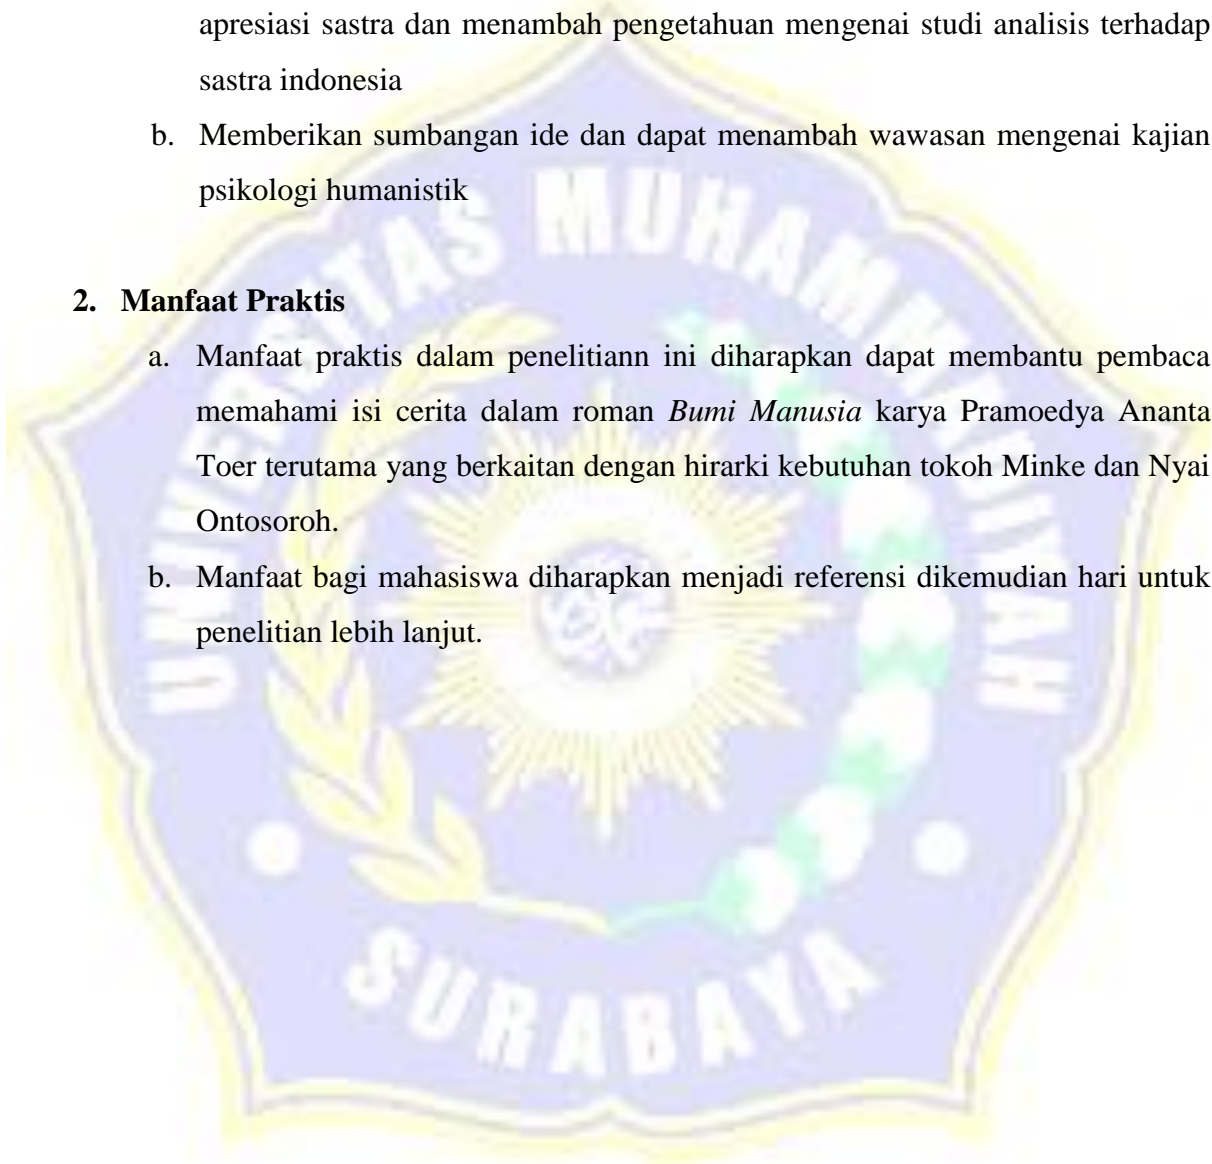 apresiasi sastra dan menambah pengetahuan mengenai studi analisis terhadap
sastra indonesia
b. Memberikan sumbangan ide dan dapat menambah wawasan mengenai kajian
psikologi humanistik
2. Manfaat Praktis
a. Manfaat praktis dalam penelitiann ini diharapkan dapat membantu pembaca
memahami isi cerita dalam roman Bumi Manusia karya Pramoedya Ananta
Toer terutama yang berkaitan dengan hirarki kebutuhan tokoh Minke dan Nyai
Ontosoroh.
b. Manfaat bagi mahasiswa diharapkan menjadi referensi dikemudian hari untuk
penelitian lebih lanjut.
UNIVERSITAS MUHAMMADIYAH
SURABAYA